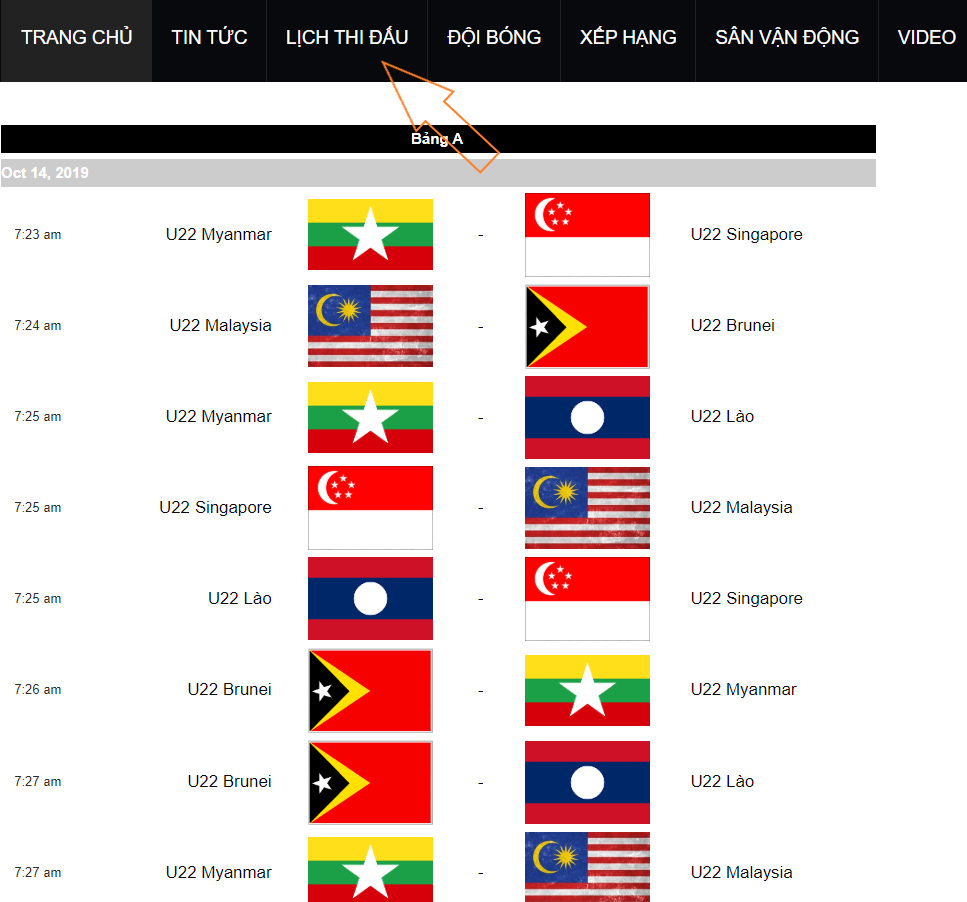 TRANG CHỦ TIN TỨC LỊCH THI ĐẤU ĐỘI BÓNG XẾP HẠNG SÂN VẬN ĐỘNG VIDEO
Bảng A
Oct 14, 2019
7:23 am U22 Myanmar - U22 Singapore
7:24 am U22 Malaysia - U22 Brunei
7:25 am U22 Myanmar - U22 Lào
7:25 am U22 Singapore - U22 Malaysia
7:25 am U22 Lào - U22 Singapore
7:26 am U22 Brunei - U22 Myanmar
7:27 am U22 Brunei - U22 Lào
7:27 am U22 Myanmar - U22 Malaysia